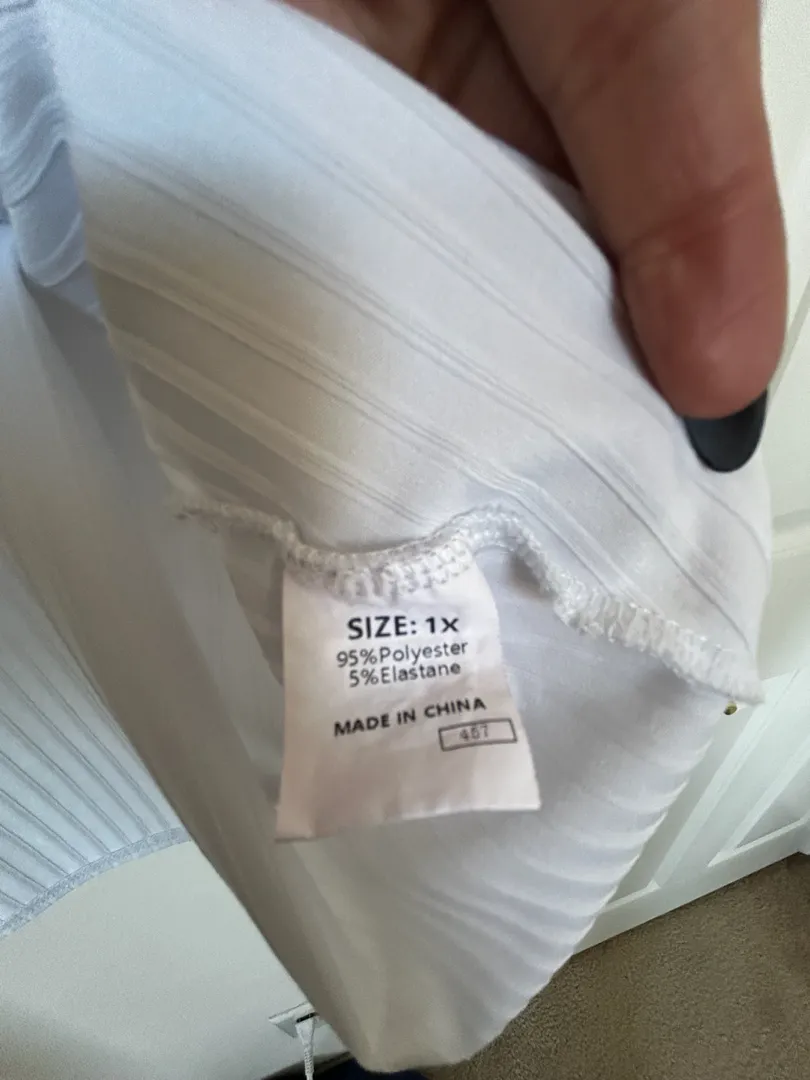 SIZE: 1X
95%Polyester
5%Elastane
MADE IN CHINA
467